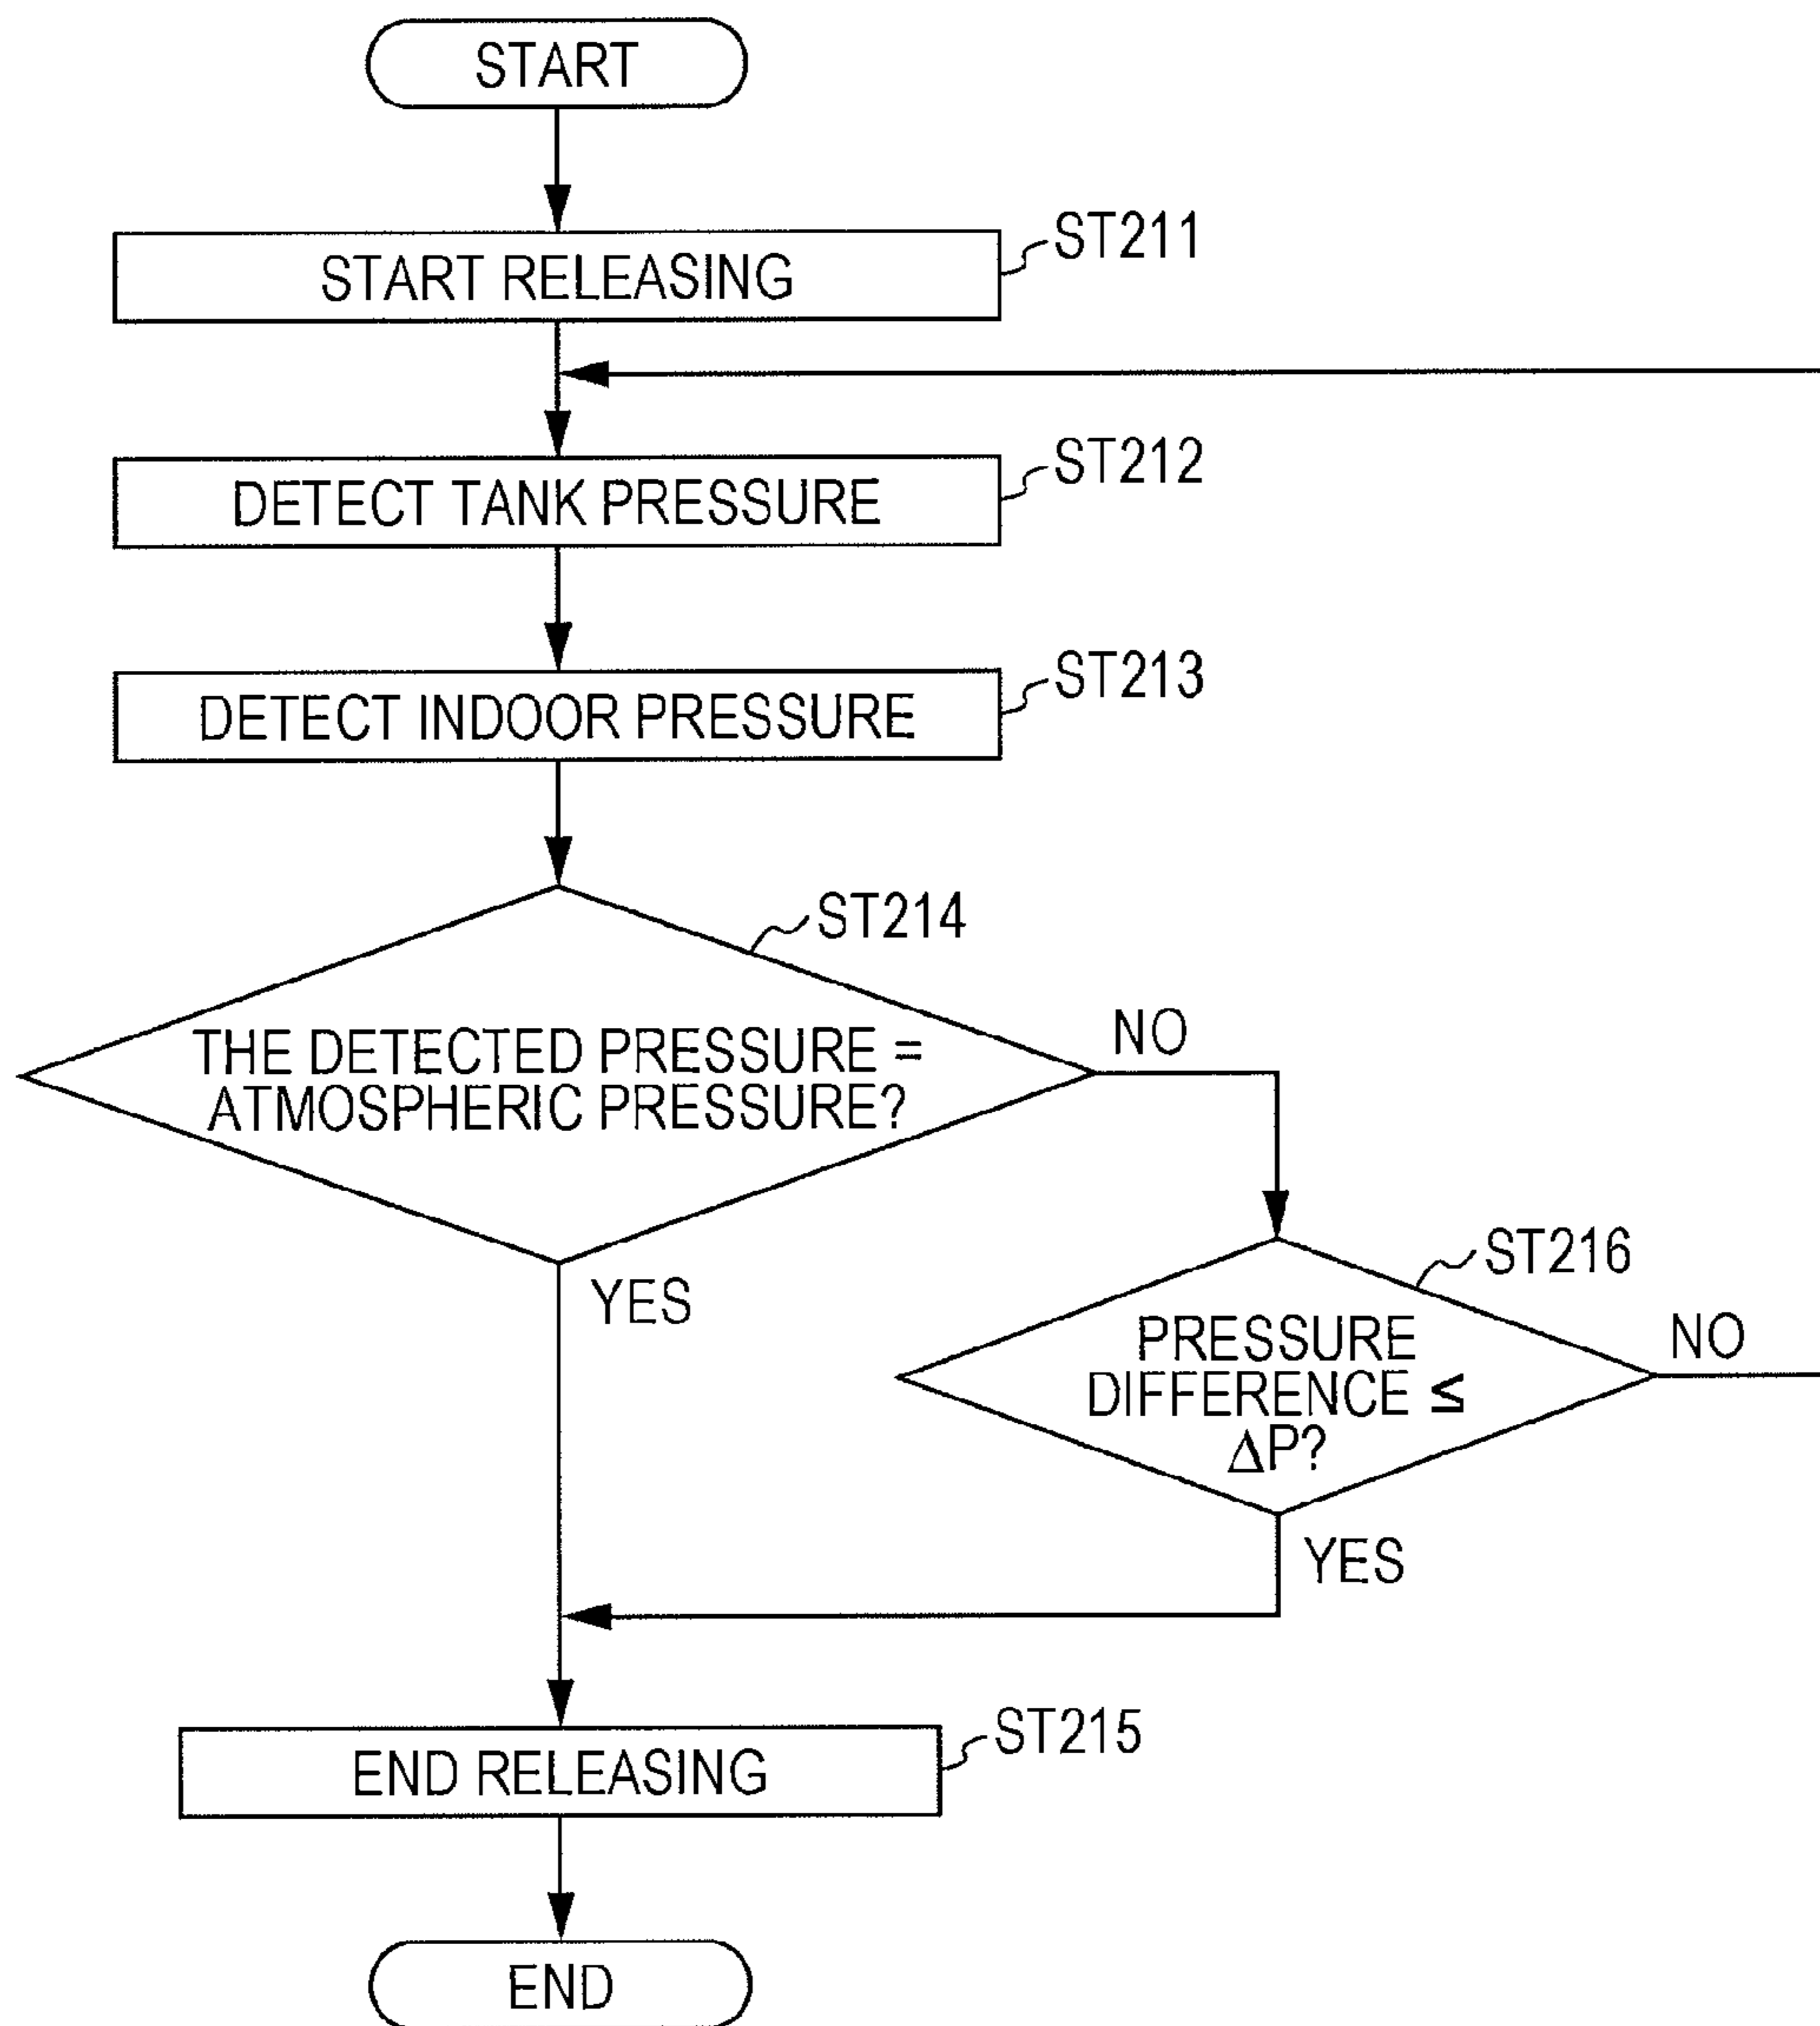 START
START RELEASING
ST211
DETECT TANK PRESSURE
ST212
DETECT INDOOR PRESSURE
ST213
ST214
THE DETECTED PRESSURE =
ATMOSPHERIC PRESSURE?
NO
YES
ST216
PRESSURE
DIFFERENCE ≤
ΔP?
NO
YES
END RELEASING
ST215
END